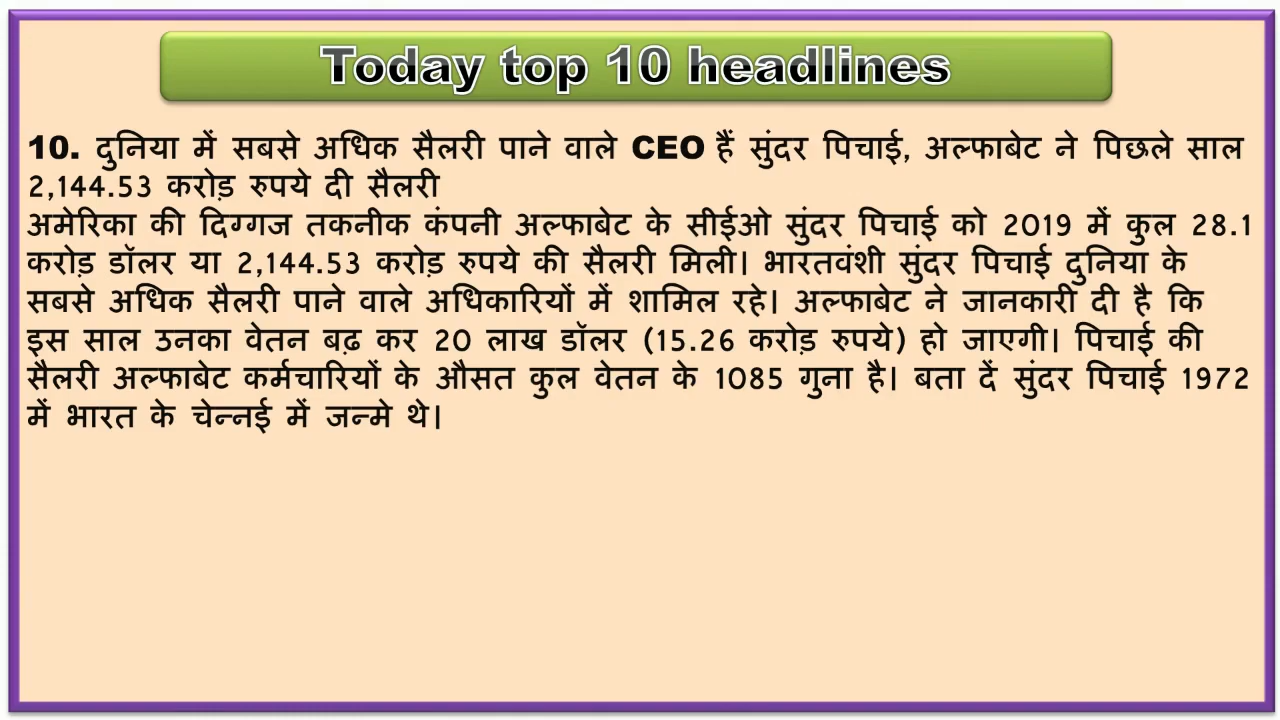 Today top 10 headlines
10. दुनिया में सबसे अधिक सैलरी पाने वाले CEO हैं सुंदर पिचाई, अल्फाबेट ने पिछले साल
2,144.53 करोड़ रुपये दी सैलरी
अमेरिका की दिग्गज तकनीक कंपनी अल्फाबेट के सीईओ सुंदर पिचाई को 2019 में कुल 28.1
करोड़ डॉलर या 2,144.53 करोड़ रुपये की सैलरी मिली। भारतवंशी सुंदर पिचाई दुनिया के
सबसे अधिक सैलरी पाने वाले अधिकारियों में शामिल रहे। अल्फाबेट ने जानकारी दी है कि
इस साल उनका वेतन बढ़ कर 20 लाख डॉलर (15.26 करोड़ रुपये) हो जाएगी। पिचाई की
सैलरी अल्फाबेट कर्मचारियों के औसत कुल वेतन के 1085 गुना है। बता दें सुंदर पिचाई 1972
में भारत के चेन्नई में जन्मे थे।